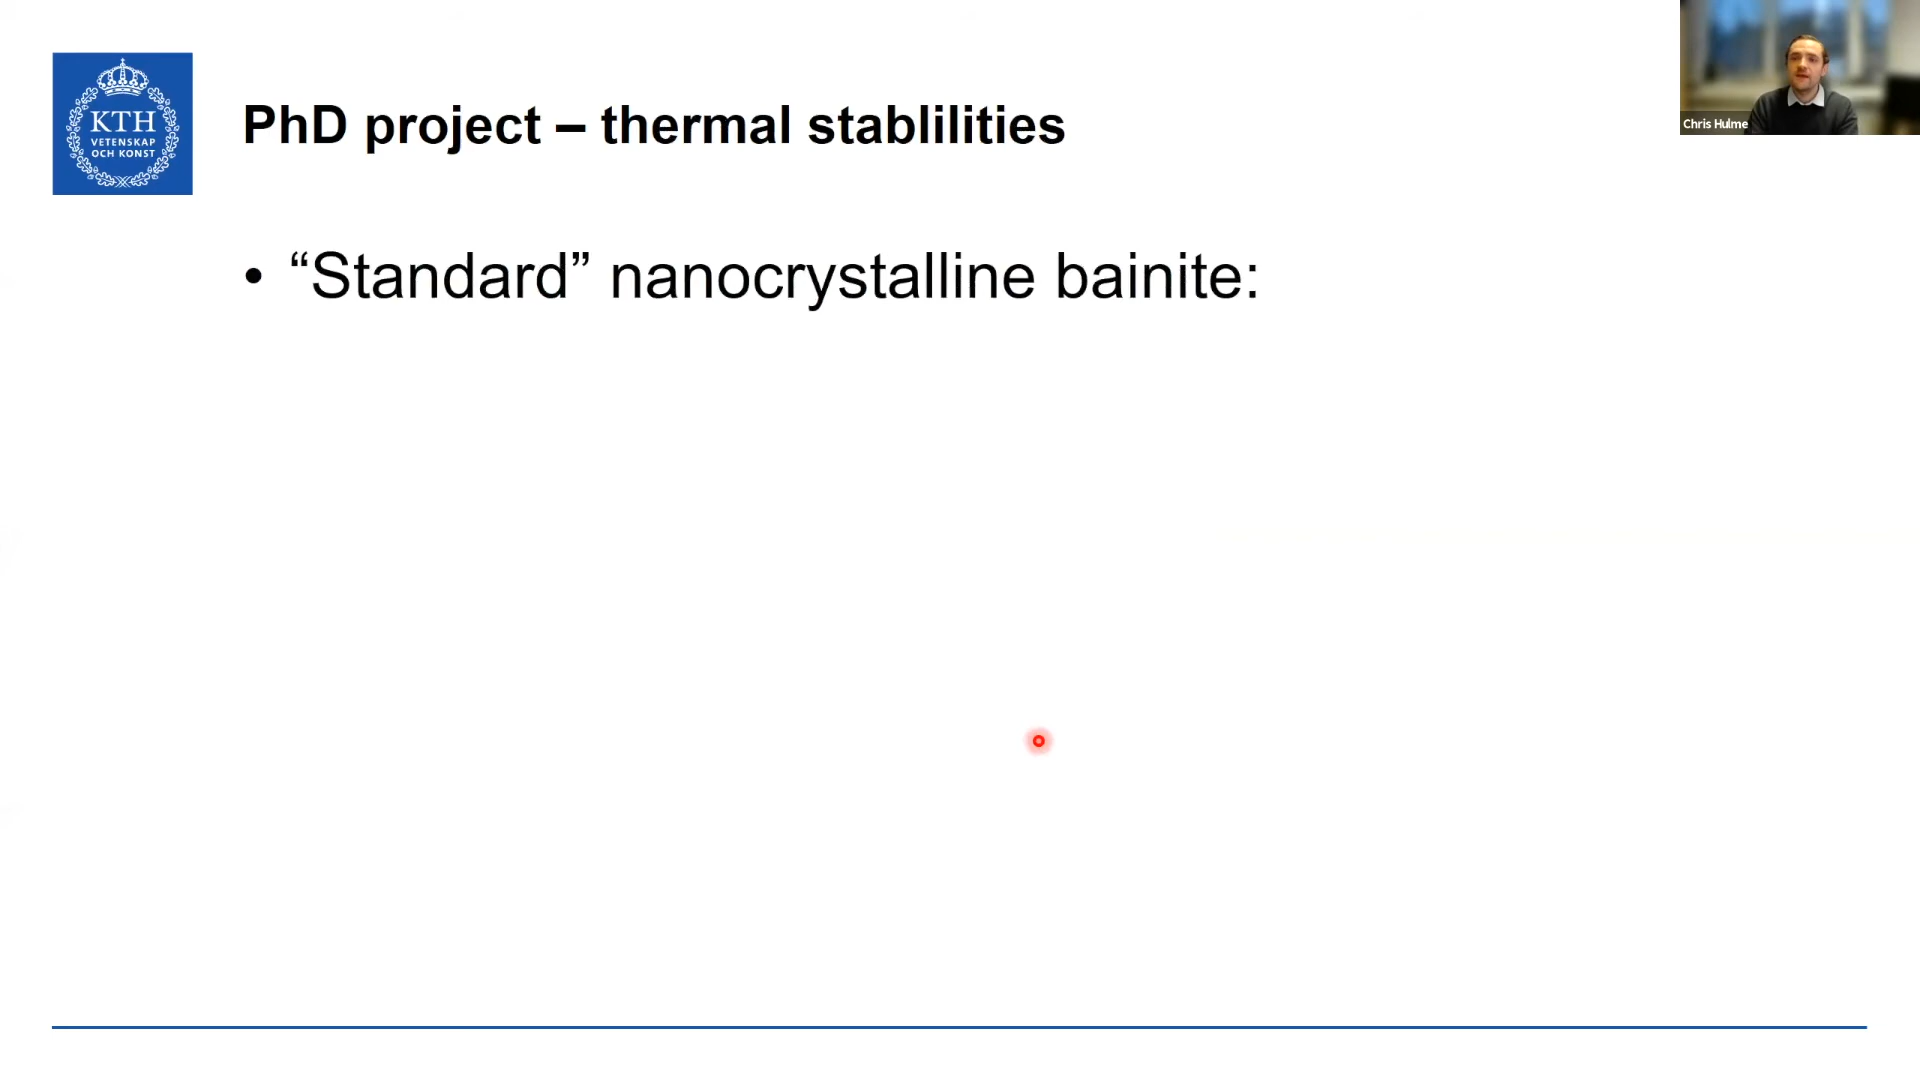 KTH
VETENSKAP
OCH KONST
PhD project – thermal stablilities
Chris Hulme
• “Standard” nanocrystalline bainite: